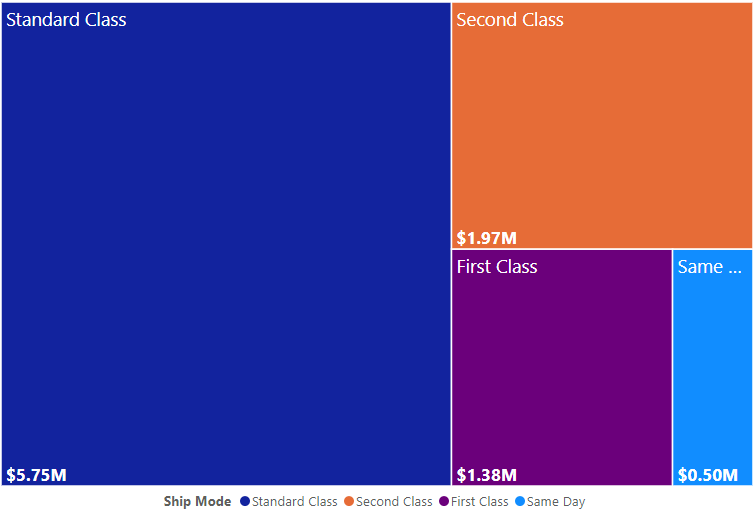 Standard Class
$5.75M
Second Class
$1.97M
First Class
$1.38M
Same ...
$0.50M
Ship Mode Standard Class Second Class First Class Same Day